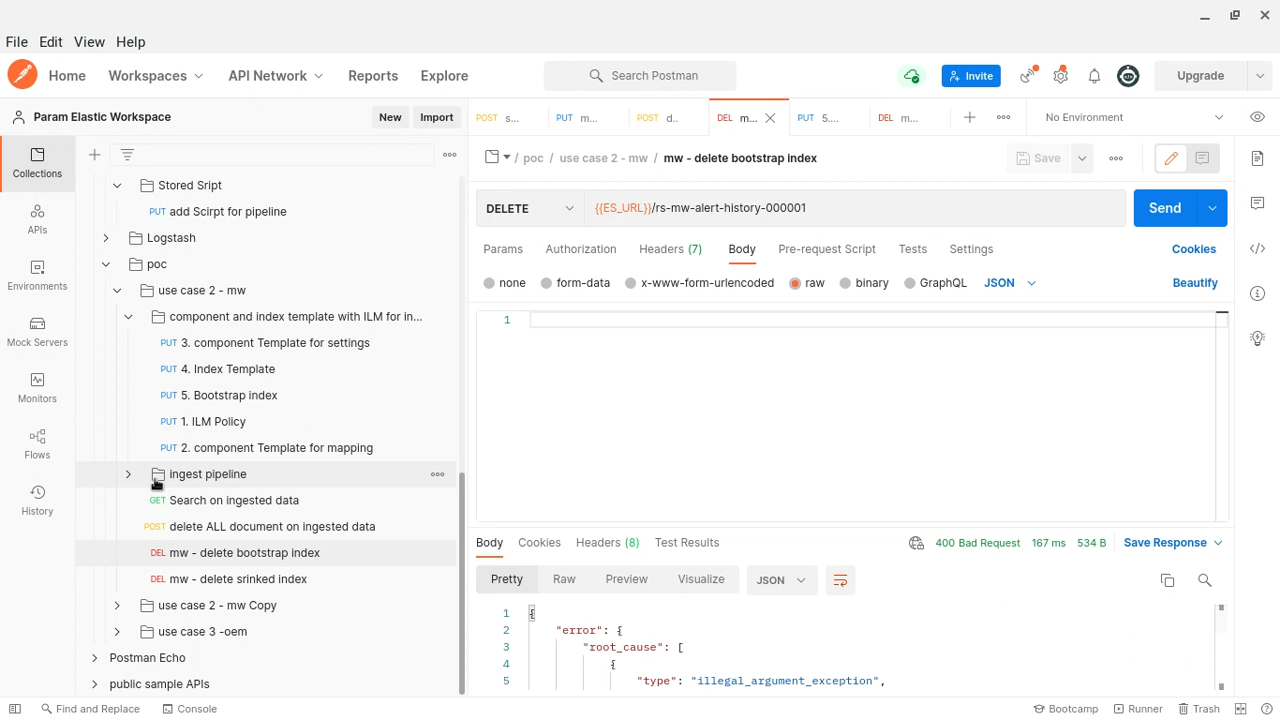 File Edit View Help
Home Workspaces API Network Reports Explore Search Postman Invite Upgrade
Param Elastic Workspace New Import
POST s... PUT m... POST d.. DEL m... PUT 5.... DEL m... No Environment
Collections
APIs
Environments
Mock Servers
Monitors
Flows
History
Stored Sript
PUT add Scirpt for pipeline
Logstash
poc
use case 2 - mw
component and index template with ILM for in...
PUT 3. component Template for settings
PUT 4. Index Template
PUT 5. Bootstrap index
PUT 1. ILM Policy
PUT 2. component Template for mapping
ingest pipeline
GET Search on ingested data
POST delete ALL document on ingested data
DEL mw - delete bootstrap index
DEL mw - delete srinked index
use case 2 - mw Copy
use case 3 -oem
Postman Echo
public sample APIs
/ poc / use case 2 - mw / mw - delete bootstrap index Save
DELETE {{ES_URL}}/rs-mw-alert-history-000001 Send
Params Authorization Headers (7) Body Pre-request Script Tests Settings Cookies
none form-data x-www-form-urlencoded raw binary GraphQL JSON Beautify
1
Body Cookies Headers (8) Test Results 400 Bad Request 167 ms 534 B Save Response
Pretty Raw Preview Visualize JSON
1 {
2 "error": {
3 "root_cause": [
4 {
5 "type": "illegal_argument_exception",
Find and Replace Console Bootcamp Runner Trash